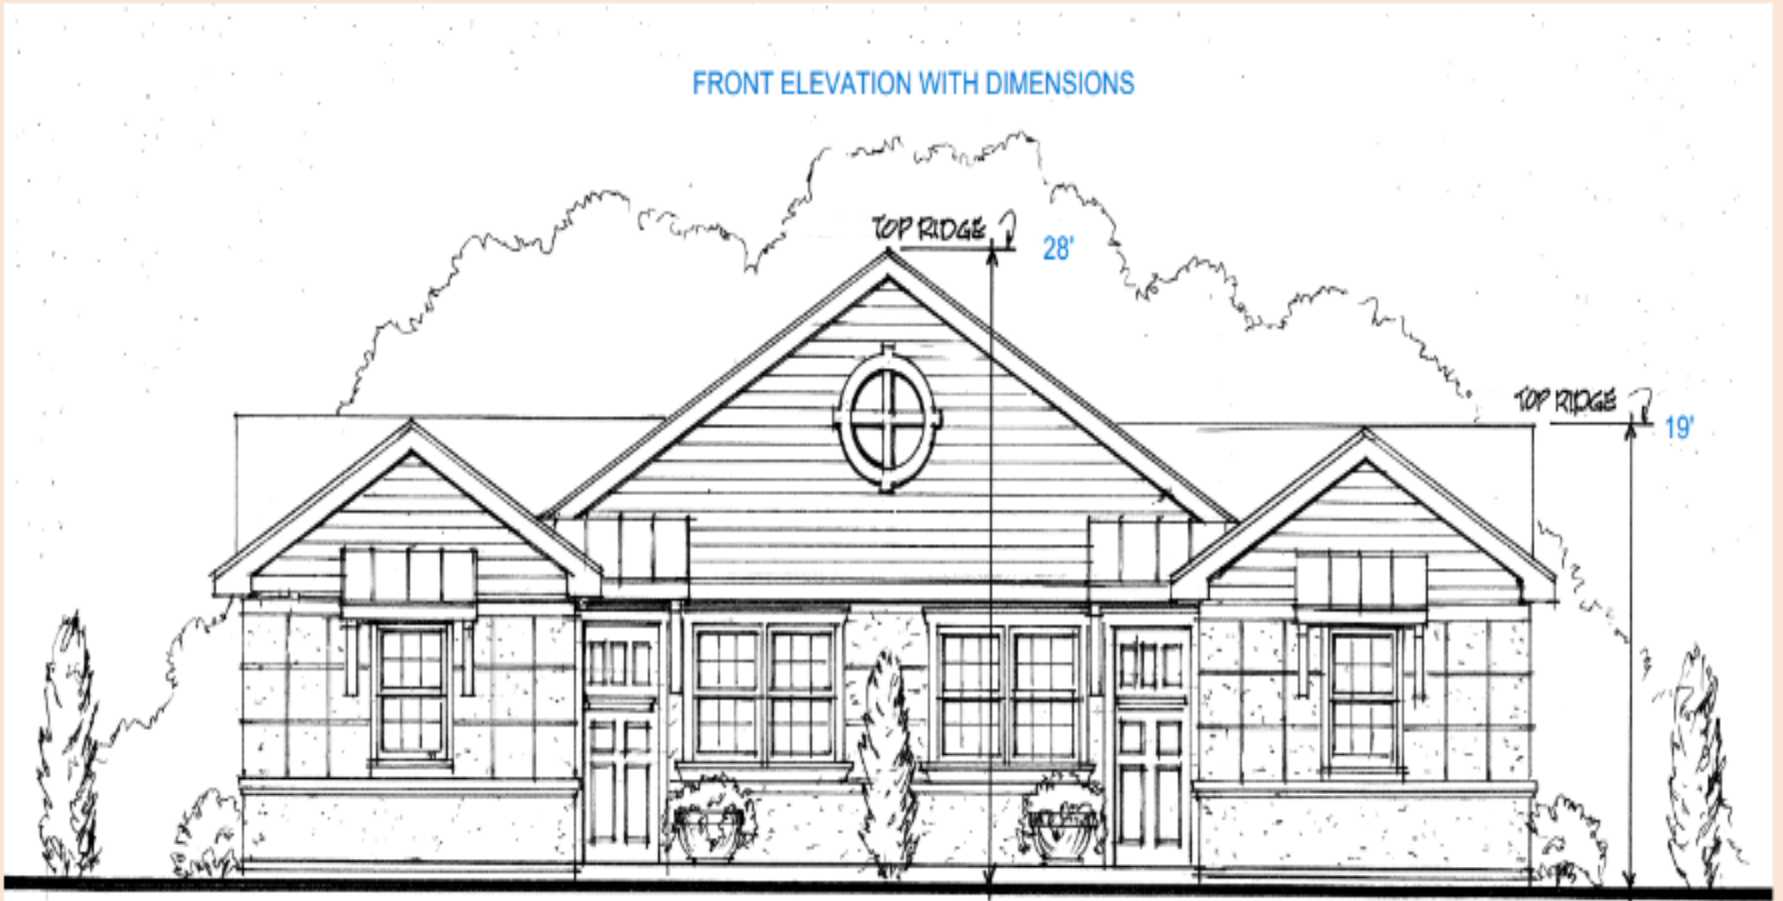 FRONT ELEVATION WITH DIMENSIONS
TOP RIDGE
28'
TOP RIDGE
19'